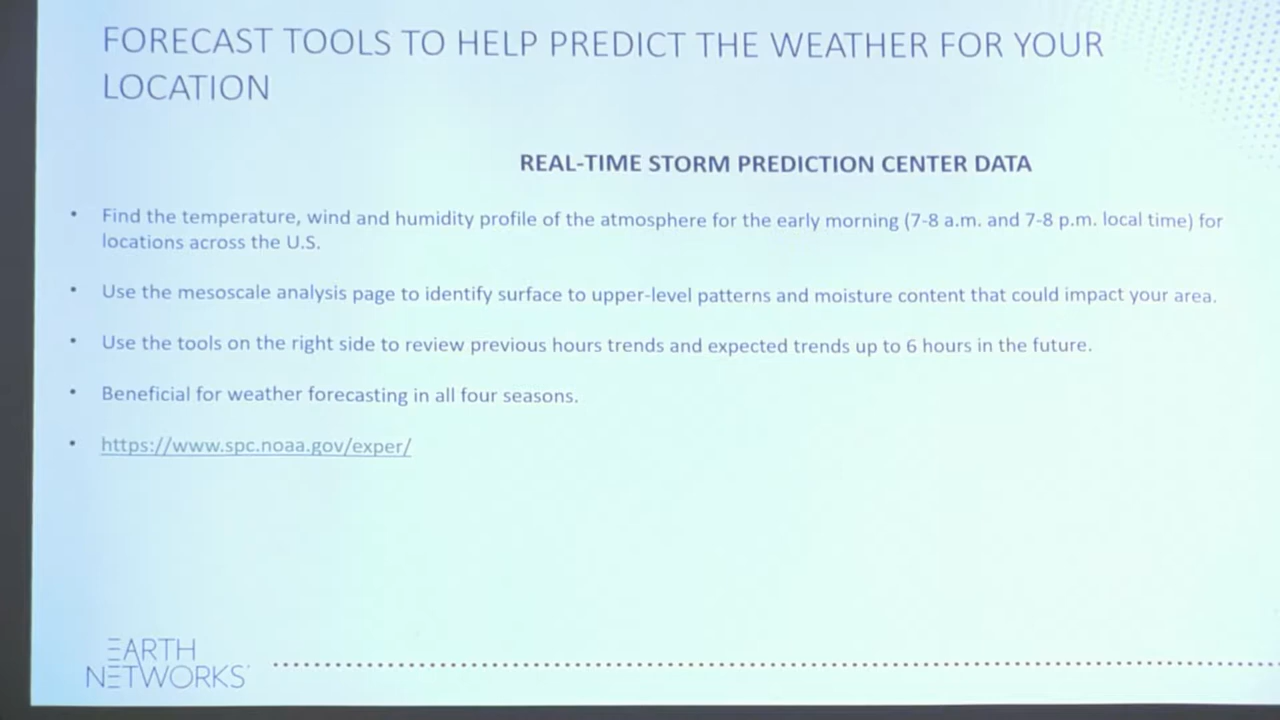 FORECAST TOOLS TO HELP PREDICT THE WEATHER FOR YOUR
LOCATION
REAL-TIME STORM PREDICTION CENTER DATA
• Find the temperature, wind and humidity profile of the atmosphere for the early morning (7-8 a.m. and 7-8 p.m. local time) for
locations across the U.S.
• Use the mesoscale analysis page to identify surface to upper-level patterns and moisture content that could impact your area.
• Use the tools on the right side to review previous hours trends and expected trends up to 6 hours in the future.
• Beneficial for weather forecasting in all four seasons.
• https://www.spc.noaa.gov/exper/
EARTH
NETWORKS